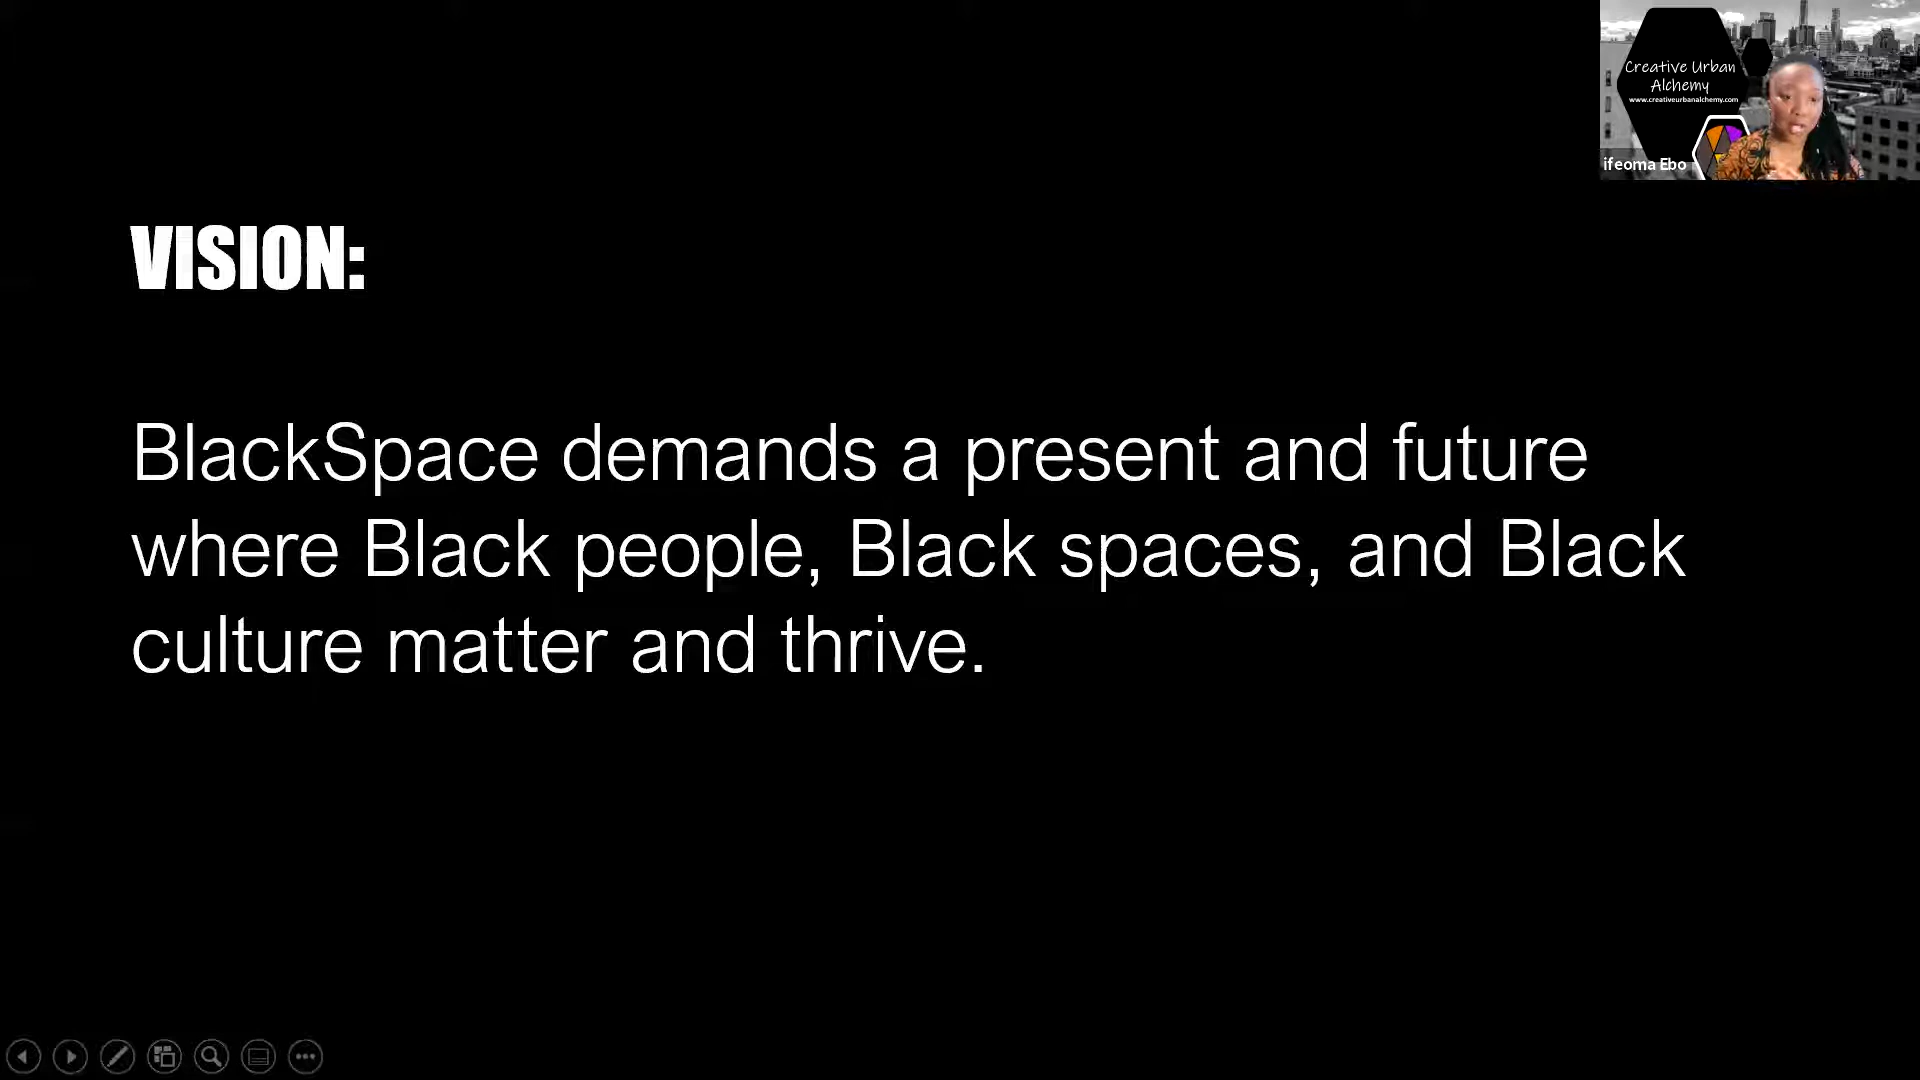 Creative Urban
Alchemy
www.creativeurbanalchemy.com
ifeoma Ebo
VISION:
BlackSpace demands a present and future
where Black people, Black spaces, and Black
culture matter and thrive.